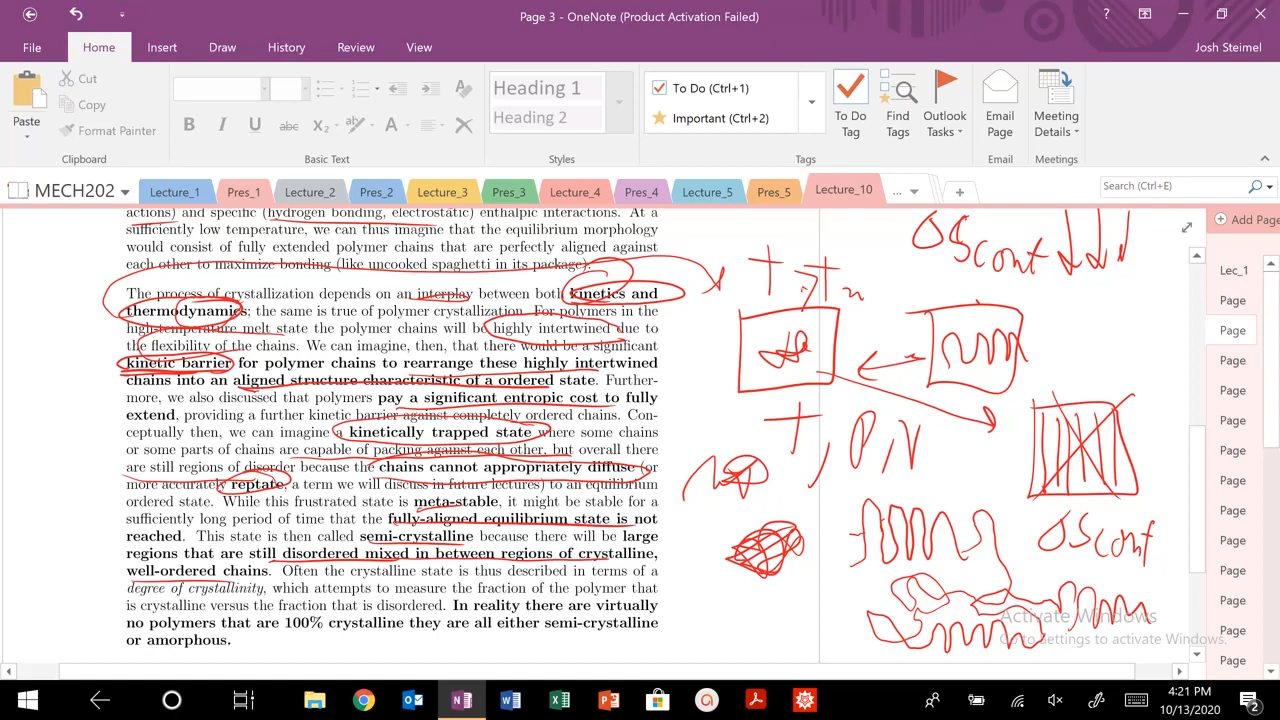 Page 3 - OneNote (Product Activation Failed)
Josh Steimel
File Home Insert Draw History Review View
Paste
Cut
Copy
Format Painter
Clipboard
B I U abc X₂ A
Basic Text
Heading 1
Heading 2
Styles
To Do (Ctrl+1)
Important (Ctrl+2)
To Do Tag
Find Tags
Outlook Tasks
Tags
Email Page
Email
Meeting Details
Meetings
MECH202
Lecture_1 Pres_1 Lecture_2 Pres_2 Lecture_3 Pres_3 Lecture_4 Pres_4 Lecture_5 Pres_5 Lecture_10 ...
Search (Ctrl+E)
Add Page
Lec_1
Page
Page
Page
Page
Page
Page
Page
Page
Page
Page
Page
Page
Page
actions) and specific (hydrogen bonding, electrostatic) enthalpic interactions. At a
sufficiently low temperature, we can thus imagine that the equilibrium morphology
would consist of fully extended polymer chains that are perfectly aligned against
each other to maximize bonding (like uncooked spaghetti in its package).
The process of crystallization depends on an interplay between both kinetics and
thermodynamics; the same is true of polymer crystallization. For polymers in the
high-temperature melt state the polymer chains will be highly intertwined due to
the flexibility of the chains. We can imagine, then, that there would be a significant
kinetic barrier for polymer chains to rearrange these highly intertwined
chains into an aligned structure characteristic of a ordered state. Further-
more, we also discussed that polymers pay a significant entropic cost to fully
extend, providing a further kinetic barrier against completely ordered chains. Con-
ceptually then, we can imagine a kinetically trapped state where some chains
or some parts of chains are capable of packing against each other, but overall there
are still regions of disorder because the chains cannot appropriately diffuse (or
more accurately reptate, a term we will discuss in future lectures) to an equilibrium
ordered state. While this frustrated state is meta-stable, it might be stable for a
sufficiently long period of time that the fully-aligned equilibrium state is not
reached. This state is then called semi-crystalline because there will be large
regions that are still disordered mixed in between regions of crystalline,
well-ordered chains. Often the crystalline state is thus described in terms of a
degree of crystallinity, which attempts to measure the fraction of the polymer that
is crystalline versus the fraction that is disordered. In reality there are virtually
no polymers that are 100% crystalline they are all either semi-crystalline
or amorphous.
Activate Windows
Go to Settings to activate Windows.
4:21 PM
10/13/2020
2